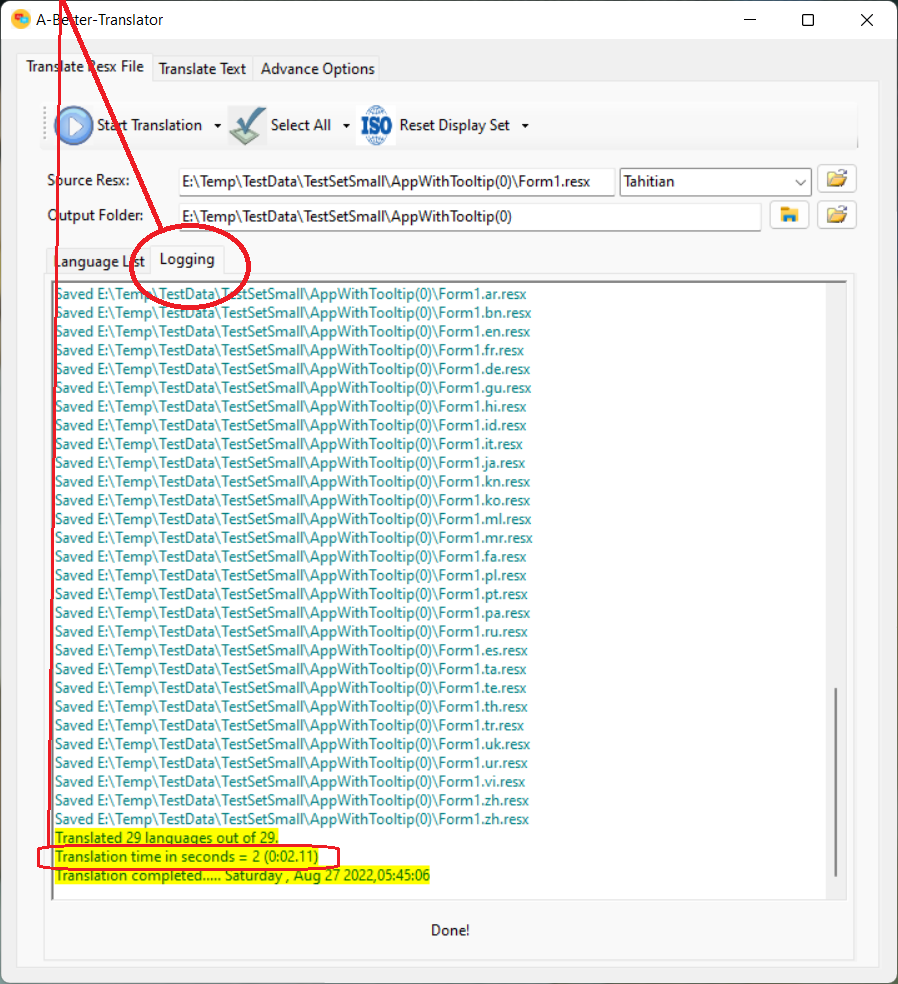 A-Better-Translator
Translate Resx File Translate Text Advance Options
Start Translation Select All ISO Reset Display Set
Source Resx: E:\Temp\TestData\TestSetSmall\AppWithTooltip(0)\Form1.resx Tahitian
Output Folder: E:\Temp\TestData\TestSetSmall\AppWithTooltip(0)
Language List Logging
Saved E:\Temp\TestData\TestSetSmall\AppWithTooltip(0)\Form1.ar.resx
Saved E:\Temp\TestData\TestSetSmall\AppWithTooltip(0)\Form1.bn.resx
Saved E:\Temp\TestData\TestSetSmall\AppWithTooltip(0)\Form1.en.resx
Saved E:\Temp\TestData\TestSetSmall\AppWithTooltip(0)\Form1.fr.resx
Saved E:\Temp\TestData\TestSetSmall\AppWithTooltip(0)\Form1.de.resx
Saved E:\Temp\TestData\TestSetSmall\AppWithTooltip(0)\Form1.gu.resx
Saved E:\Temp\TestData\TestSetSmall\AppWithTooltip(0)\Form1.hi.resx
Saved E:\Temp\TestData\TestSetSmall\AppWithTooltip(0)\Form1.id.resx
Saved E:\Temp\TestData\TestSetSmall\AppWithTooltip(0)\Form1.it.resx
Saved E:\Temp\TestData\TestSetSmall\AppWithTooltip(0)\Form1.ja.resx
Saved E:\Temp\TestData\TestSetSmall\AppWithTooltip(0)\Form1.kn.resx
Saved E:\Temp\TestData\TestSetSmall\AppWithTooltip(0)\Form1.ko.resx
Saved E:\Temp\TestData\TestSetSmall\AppWithTooltip(0)\Form1.ml.resx
Saved E:\Temp\TestData\TestSetSmall\AppWithTooltip(0)\Form1.mr.resx
Saved E:\Temp\TestData\TestSetSmall\AppWithTooltip(0)\Form1.fa.resx
Saved E:\Temp\TestData\TestSetSmall\AppWithTooltip(0)\Form1.pl.resx
Saved E:\Temp\TestData\TestSetSmall\AppWithTooltip(0)\Form1.pt.resx
Saved E:\Temp\TestData\TestSetSmall\AppWithTooltip(0)\Form1.pa.resx
Saved E:\Temp\TestData\TestSetSmall\AppWithTooltip(0)\Form1.ru.resx
Saved E:\Temp\TestData\TestSetSmall\AppWithTooltip(0)\Form1.es.resx
Saved E:\Temp\TestData\TestSetSmall\AppWithTooltip(0)\Form1.ta.resx
Saved E:\Temp\TestData\TestSetSmall\AppWithTooltip(0)\Form1.te.resx
Saved E:\Temp\TestData\TestSetSmall\AppWithTooltip(0)\Form1.th.resx
Saved E:\Temp\TestData\TestSetSmall\AppWithTooltip(0)\Form1.tr.resx
Saved E:\Temp\TestData\TestSetSmall\AppWithTooltip(0)\Form1.uk.resx
Saved E:\Temp\TestData\TestSetSmall\AppWithTooltip(0)\Form1.ur.resx
Saved E:\Temp\TestData\TestSetSmall\AppWithTooltip(0)\Form1.vi.resx
Saved E:\Temp\TestData\TestSetSmall\AppWithTooltip(0)\Form1.zh.resx
Saved E:\Temp\TestData\TestSetSmall\AppWithTooltip(0)\Form1.zh.resx
Translated 29 languages out of 29.
Translation time in seconds = 2 (0:02.11)
Translation completed..... Saturday , Aug 27 2022,05:45:06
Done!